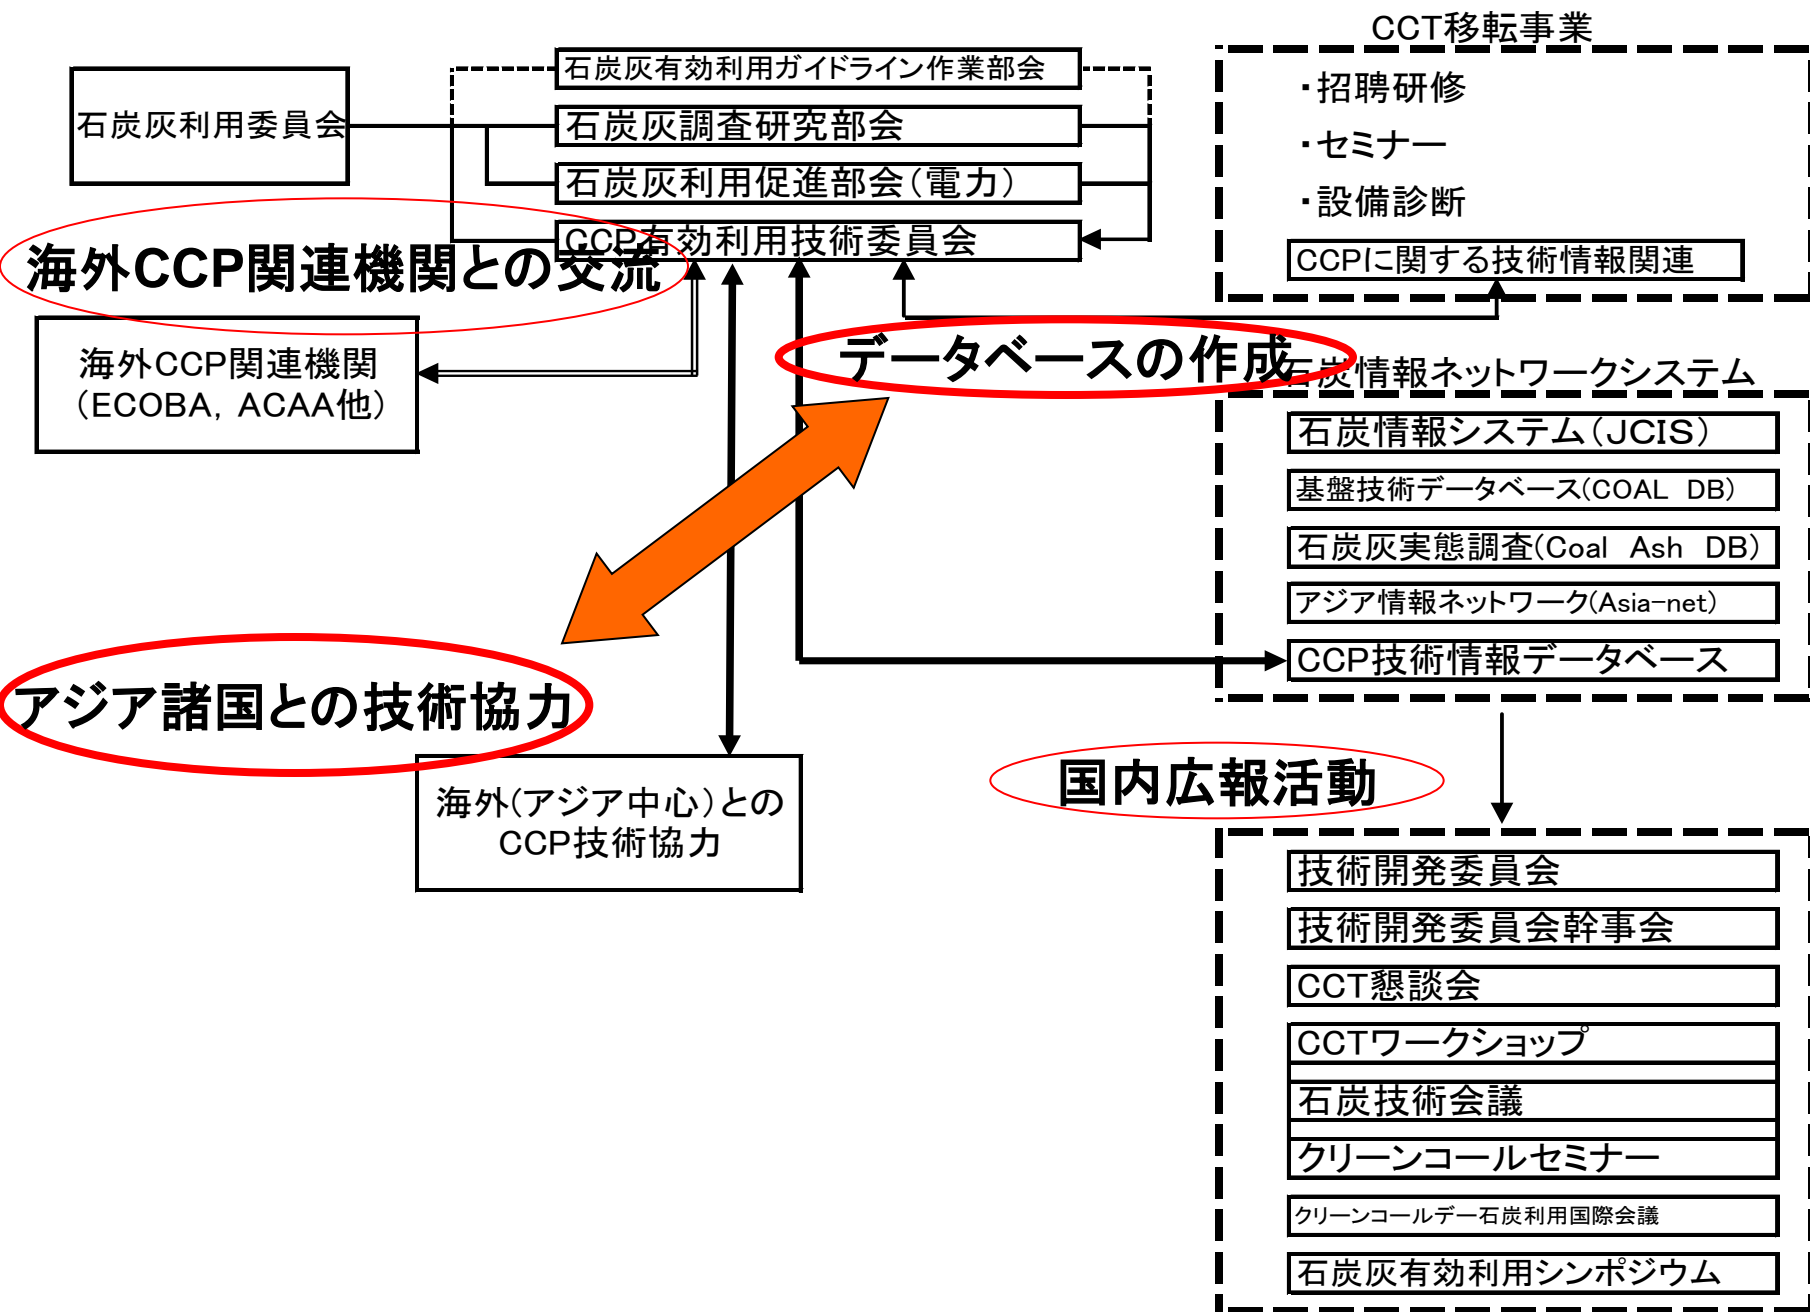 CCT移転事業
石炭灰有効利用ガイドライン作業部会
石炭灰利用委員会
石炭灰調査研究部会
石炭灰利用促進部会(電力)
CCP有効利用技術委員会
・招聘研修
・セミナー
・設備診断
CCPに関する技術情報関連
海外CCP関連機関との交流
海外CCP関連機関
(ECOBA, ACAA他)
データベースの作成
石炭情報ネットワークシステム
石炭情報システム(JCIS)
基盤技術データベース(COAL DB)
石炭灰実態調査(Coal Ash DB)
アジア情報ネットワーク(Asia-net)
CCP技術情報データベース
アジア諸国との技術協力
海外(アジア中心)との
CCP技術協力
国内広報活動
技術開発委員会
技術開発委員会幹事会
CCT懇談会
CCTワークショップ
石炭技術会議
クリーンコールセミナー
クリーンコールデー石炭利用国際会議
石炭灰有効利用シンポジウム